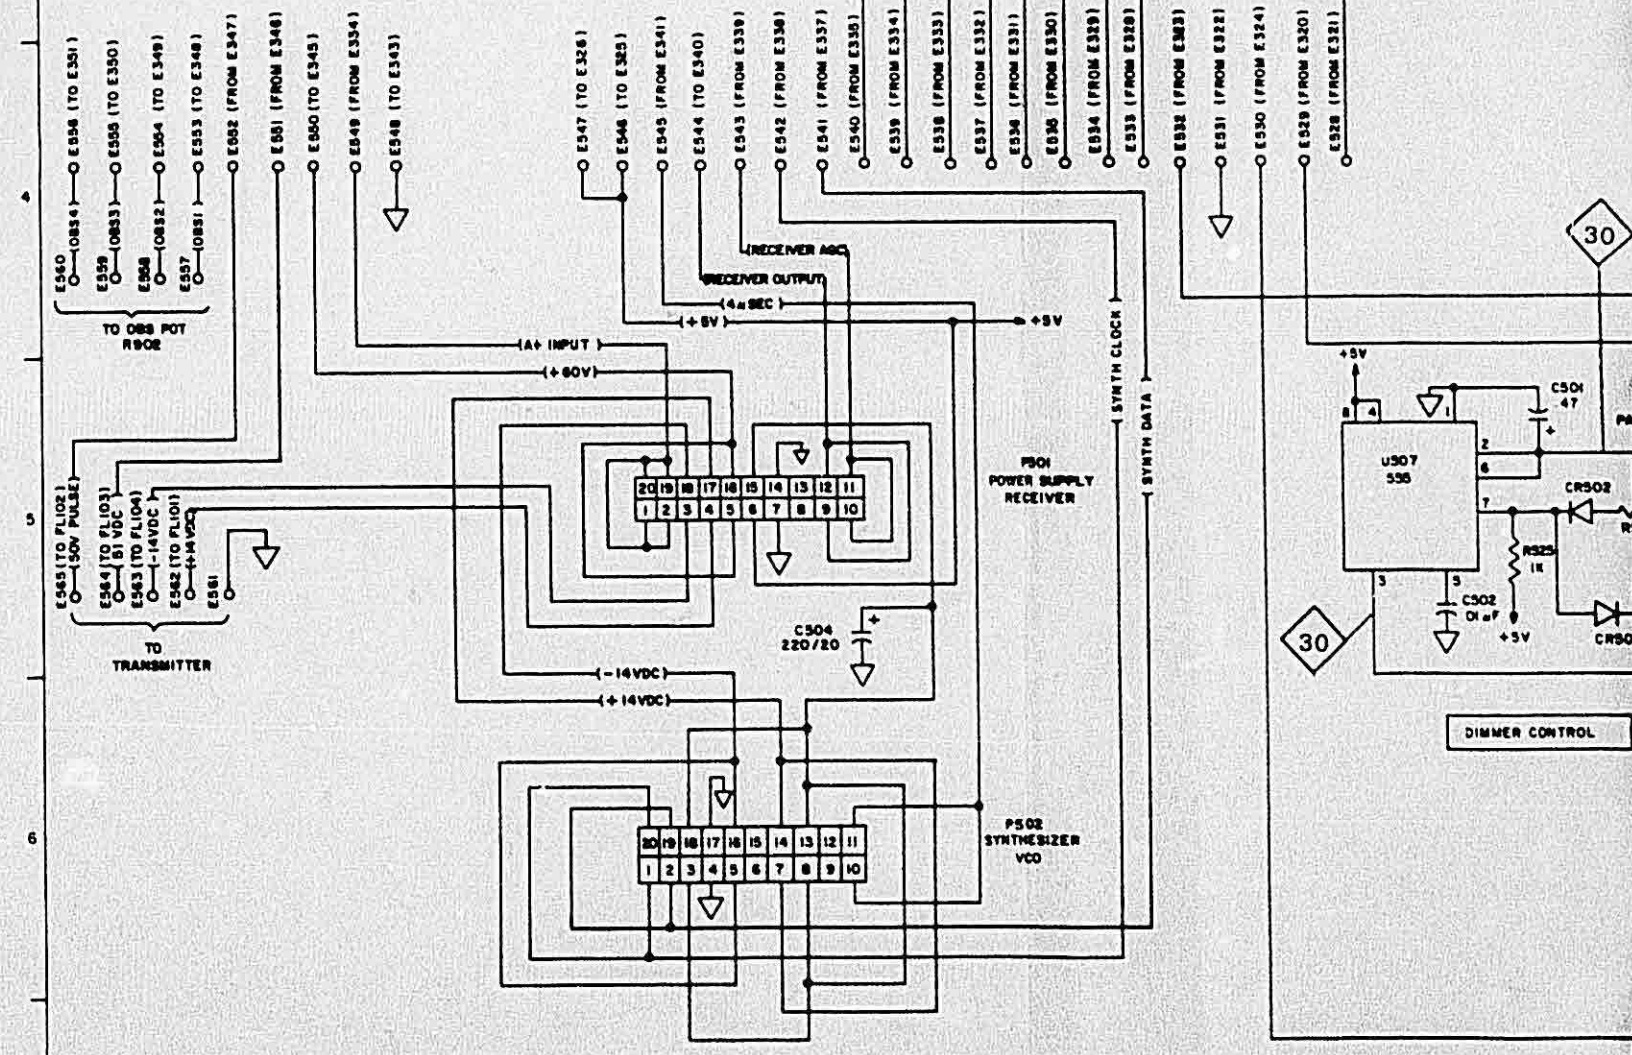 E556 (TO E351)
E555 (TO E350)
E554 (TO E349)
E553 (TO E348)
E552 (FROM E347)
E551 (FROM E346)
E550 (TO E345)
E549 (FROM E334)
E548 (TO E343)
E547 (TO E326)
E546 (TO E325)
E545 (FROM E341)
E544 (TO E340)
E543 (FROM E339)
E542 (FROM E338)
E541 (FROM E337)
E540 (FROM E335)
E539 (FROM E334)
E538 (FROM E333)
E537 (FROM E332)
E536 (FROM E331)
E535 (FROM E330)
E534 (FROM E329)
E533 (FROM E328)
E532 (FROM E323)
E531 (FROM E322)
E530 (FROM E324)
E529 (FROM E320)
E528 (FROM E321)
4
(OBS4)
(OBS3)
(OBS2)
(OBS1)
E560
E559
E558
E557
TO OBS POT
R902
(RECEIVER AGC)
(RECEIVER OUTPUT)
(4µSEC)
(+5V)
+5V
(A+ INPUT)
(+60V)
(SYNTH CLOCK)
(SYNTH DATA)
30
+5V
C501
47
+
8 4 1
U507
555
2
6
7
3 5
CR502
R525
1K
C502
.01µF
+5V
30
DIMMER CONTROL
5
E565 (TO FL102)
(50V PULSE)
E564 (TO FL103)
(51 VDC)
E563 (TO FL104)
(-14VDC)
E562 (TO FL101)
(+14VDC)
E561
TO
TRANSMITTER
20 19 18 17 16 15 14 13 12 11
1 2 3 4 5 6 7 8 9 10
P501
POWER SUPPLY
RECEIVER
C504
220/20
+
(-14VDC)
(+14VDC)
6
20 19 18 17 16 15 14 13 12 11
1 2 3 4 5 6 7 8 9 10
P502
SYNTHESIZER
VCO